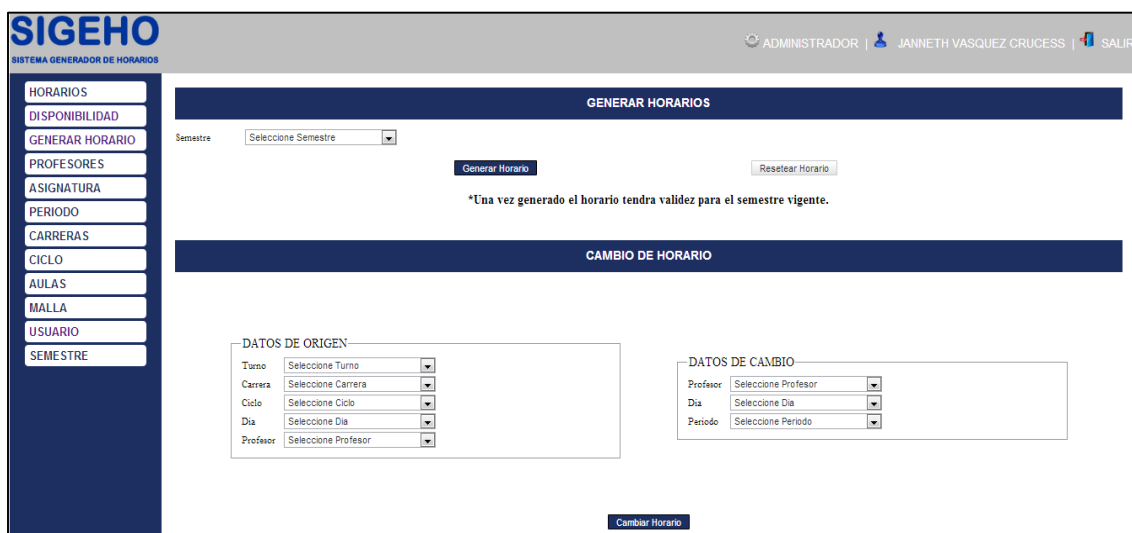 SIGEHO
SISTEMA GENERADOR DE HORARIOS
ADMINISTRADOR | JANNETH VASQUEZ CRUCESS | SALIR
HORARIOS
DISPONIBILIDAD
GENERAR HORARIO
PROFESORES
ASIGNATURA
PERIODO
CARRERAS
CICLO
AULAS
MALLA
USUARIO
SEMESTRE
GENERAR HORARIOS
Semestre Seleccione Semestre
Generar Horario Resetear Horario
*Una vez generado el horario tendra validez para el semestre vigente.
CAMBIO DE HORARIO
DATOS DE ORIGEN
Turno Seleccione Turno
Carrera Seleccione Carrera
Ciclo Seleccione Ciclo
Dia Seleccione Dia
Profesor Seleccione Profesor
DATOS DE CAMBIO
Profesor Seleccione Profesor
Dia Seleccione Dia
Periodo Seleccione Periodo
Cambiar Horario